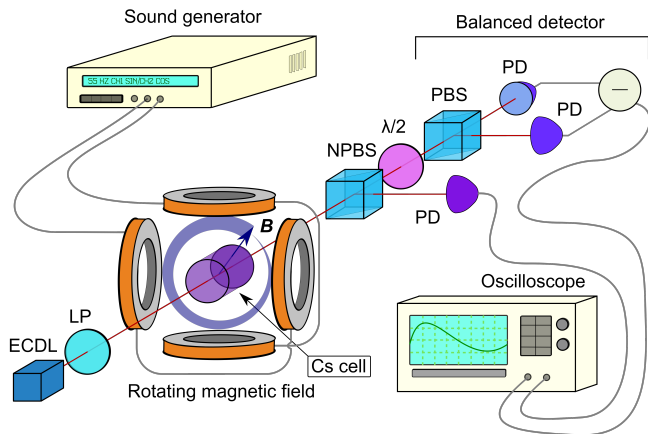 Sound generator
Balanced detector
55 HZ CH1 SIN/CH2 COS
PD
PBS
PD
λ/2
NPBS
PD
B
Oscilloscope
LP
ECDL
Cs cell
Rotating magnetic field